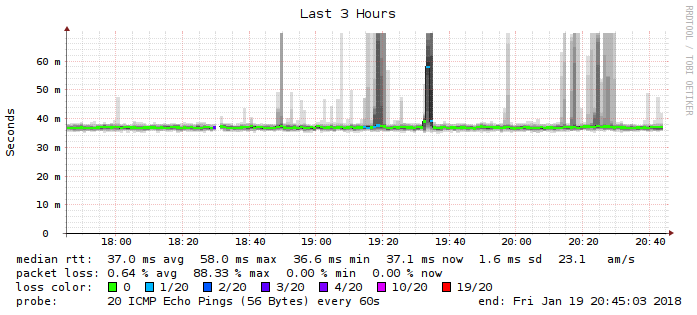 Last 3 Hours
RRDTOOL / TOBI OETIKER
Seconds
60 m
50 m
40 m
30 m
20 m
10 m
0
18:00 18:20 18:40 19:00 19:20 19:40 20:00 20:20 20:40
median rtt: 37.0 ms avg 58.0 ms max 36.6 ms min 37.1 ms now 1.6 ms sd 23.1 am/s
packet loss: 0.64 % avg 88.33 % max 0.00 % min 0.00 % now
loss color: 0 1/20 2/20 3/20 4/20 10/20 19/20
probe: 20 ICMP Echo Pings (56 Bytes) every 60s end: Fri Jan 19 20:45:03 2018